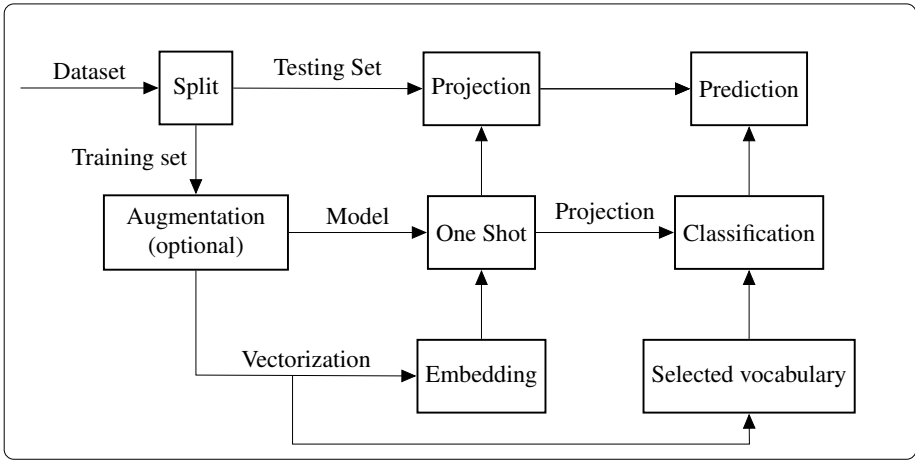 Dataset
Split
Testing Set
Projection
Prediction
Training set
Augmentation
(optional)
Model
One Shot
Projection
Classification
Vectorization
Embedding
Selected vocabulary